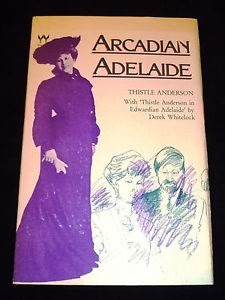 ARCADIAN
ADELAIDE
THISTLE ANDERSON
With 'Thistle Anderson in
Edwardian Adelaide' by
Derek Whitelock